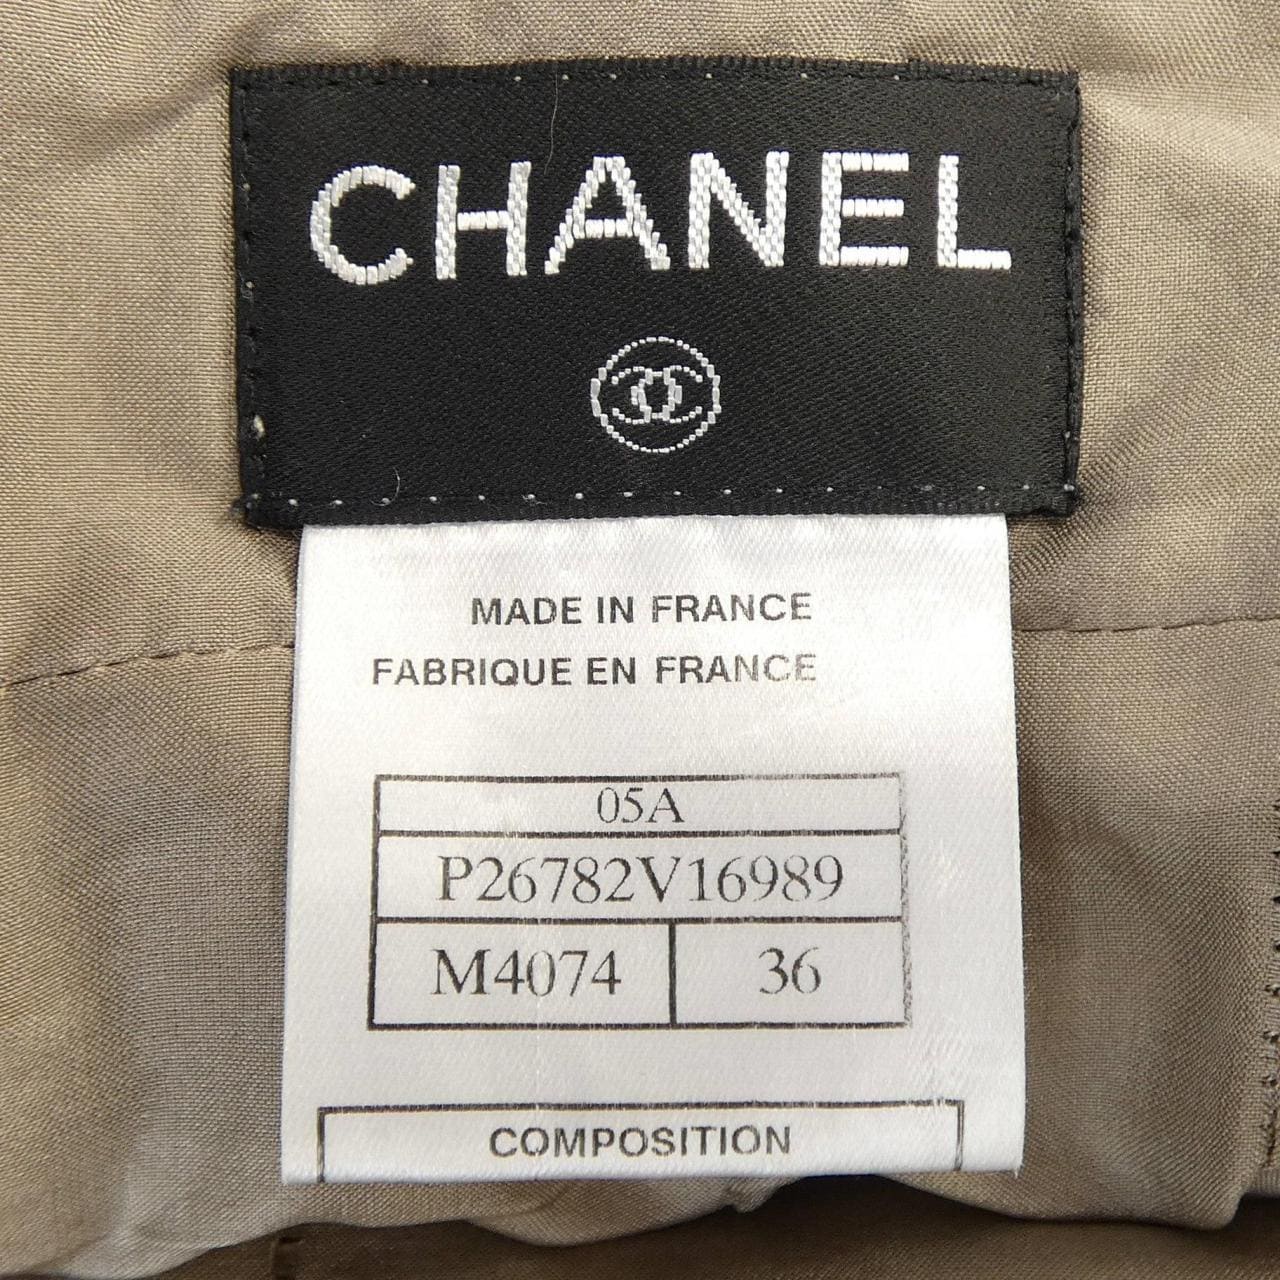 CHANEL
MADE IN FRANCE
FABRIQUE EN FRANCE
05A
P26782V16989
M4074 36
COMPOSITION